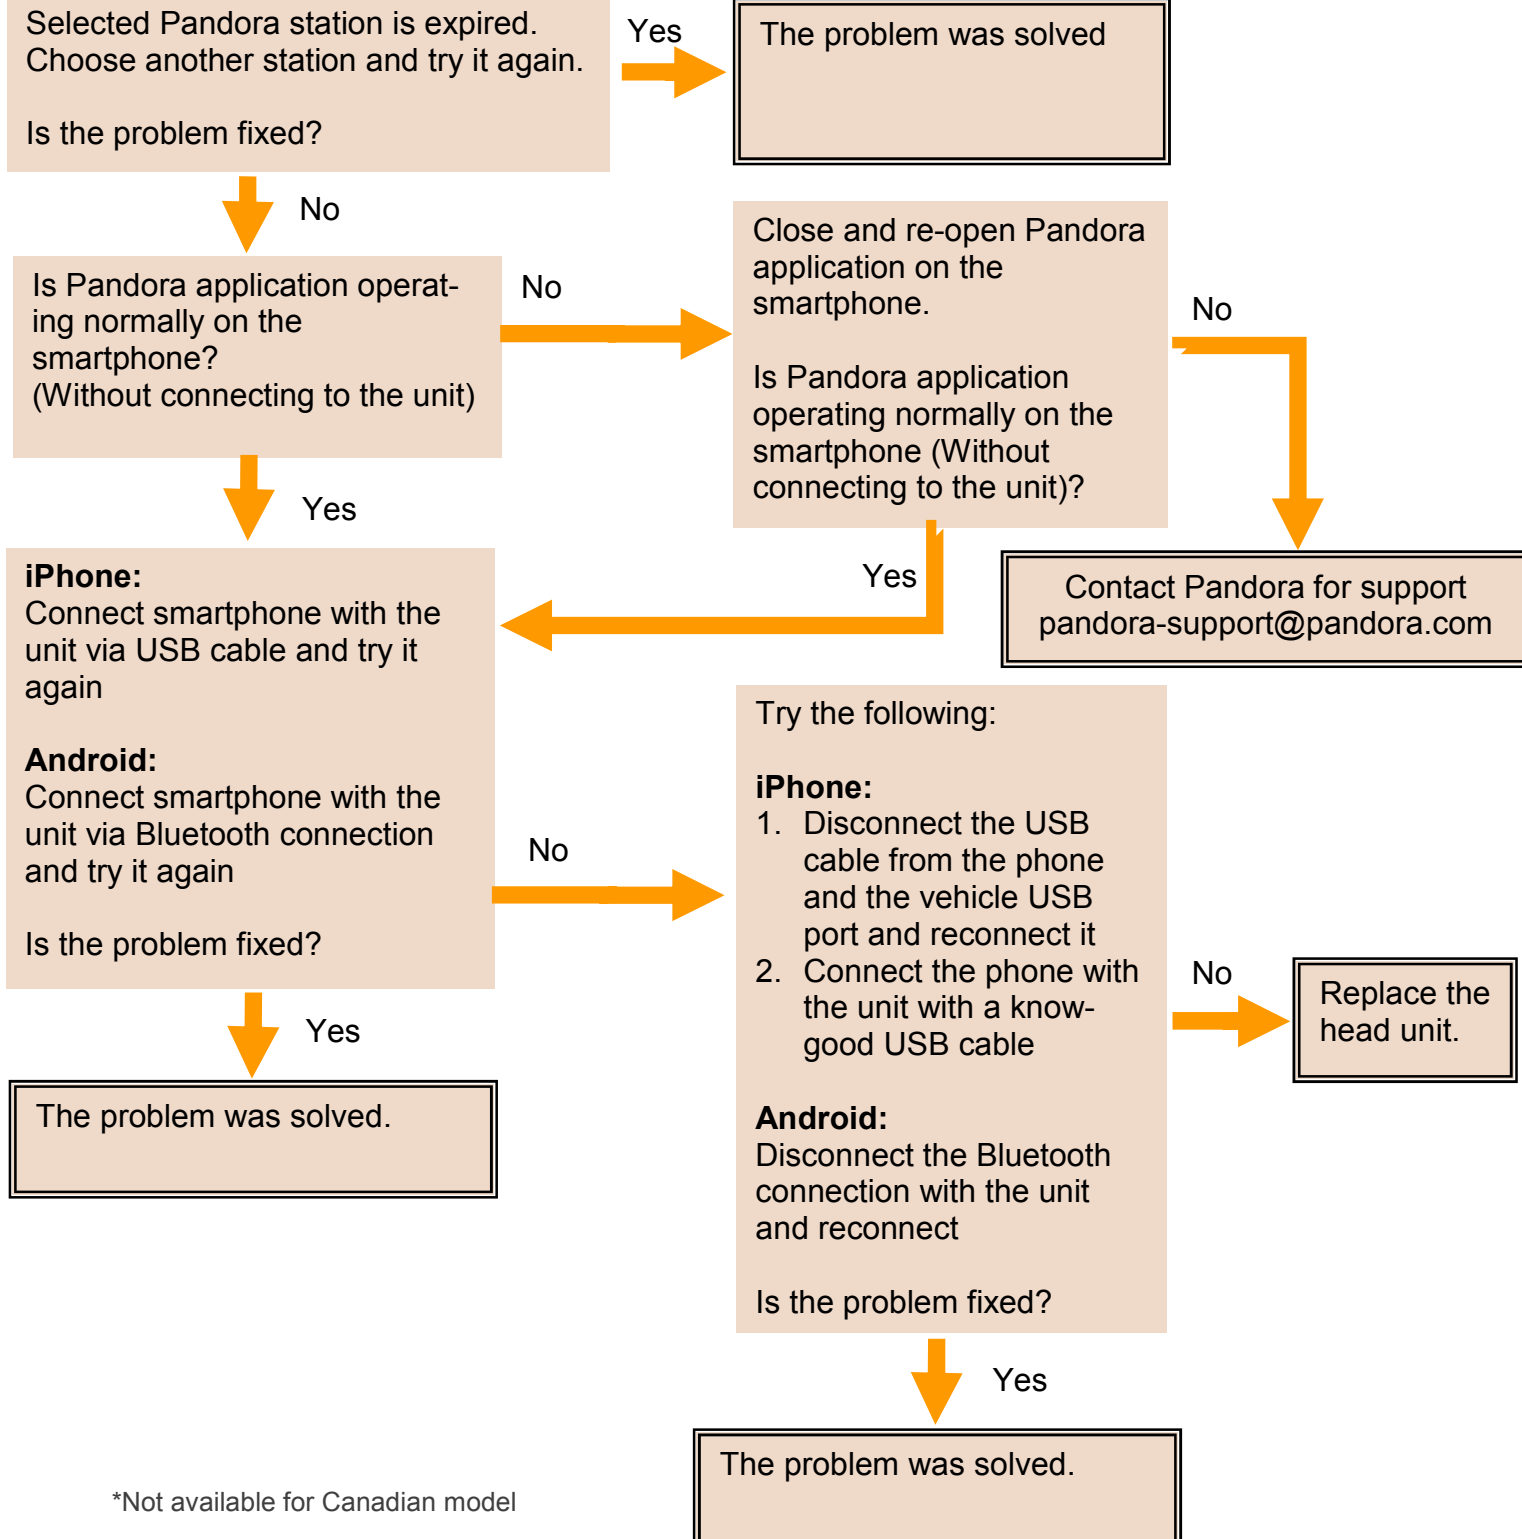 Selected Pandora station is expired.
Choose another station and try it again.
Is the problem fixed?
Yes
The problem was solved
No
Is Pandora application operat-
ing normally on the
smartphone?
(Without connecting to the unit)
No
Close and re-open Pandora
application on the
smartphone.
Is Pandora application
operating normally on the
smartphone (Without
connecting to the unit)?
No
Yes
Yes
Contact Pandora for support
pandora-support@pandora.com
iPhone:
Connect smartphone with the
unit via USB cable and try it
again
Android:
Connect smartphone with the
unit via Bluetooth connection
and try it again
Is the problem fixed?
No
Try the following:
iPhone:
1. Disconnect the USB
cable from the phone
and the vehicle USB
port and reconnect it
2. Connect the phone with
the unit with a know-
good USB cable
Android:
Disconnect the Bluetooth
connection with the unit
and reconnect
Is the problem fixed?
No
Replace the
head unit.
Yes
The problem was solved.
Yes
The problem was solved.
*Not available for Canadian model